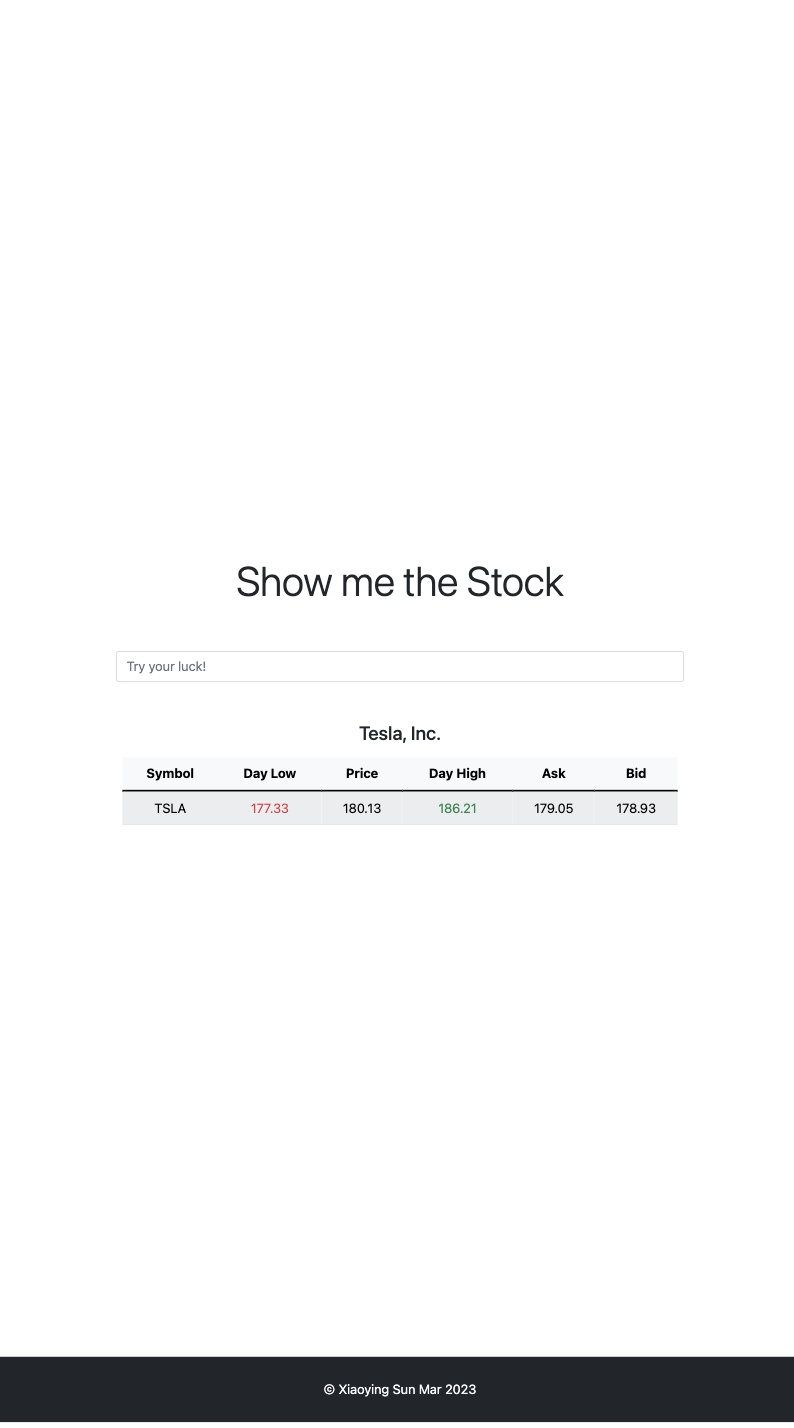 Show me the Stock
Try your luck!
Tesla, Inc.
Symbol Day Low Price Day High Ask Bid
TSLA 177.33 180.13 186.21 179.05 178.93
© Xiaoying Sun Mar 2023